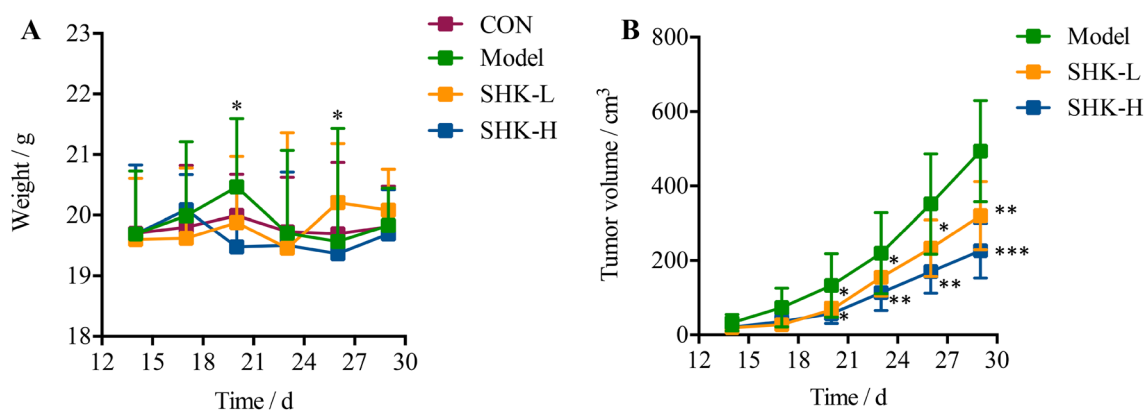 A
CON
Model
SHK-L
SHK-H
Weight / g
23
22
21
20
19
18
*
*
12 15 18 21 24 27 30
Time / d
B
Model
SHK-L
SHK-H
Tumor volume / cm³
800
600
400
200
0
*
*
*
**
*
**
**
***
12 15 18 21 24 27 30
Time / d